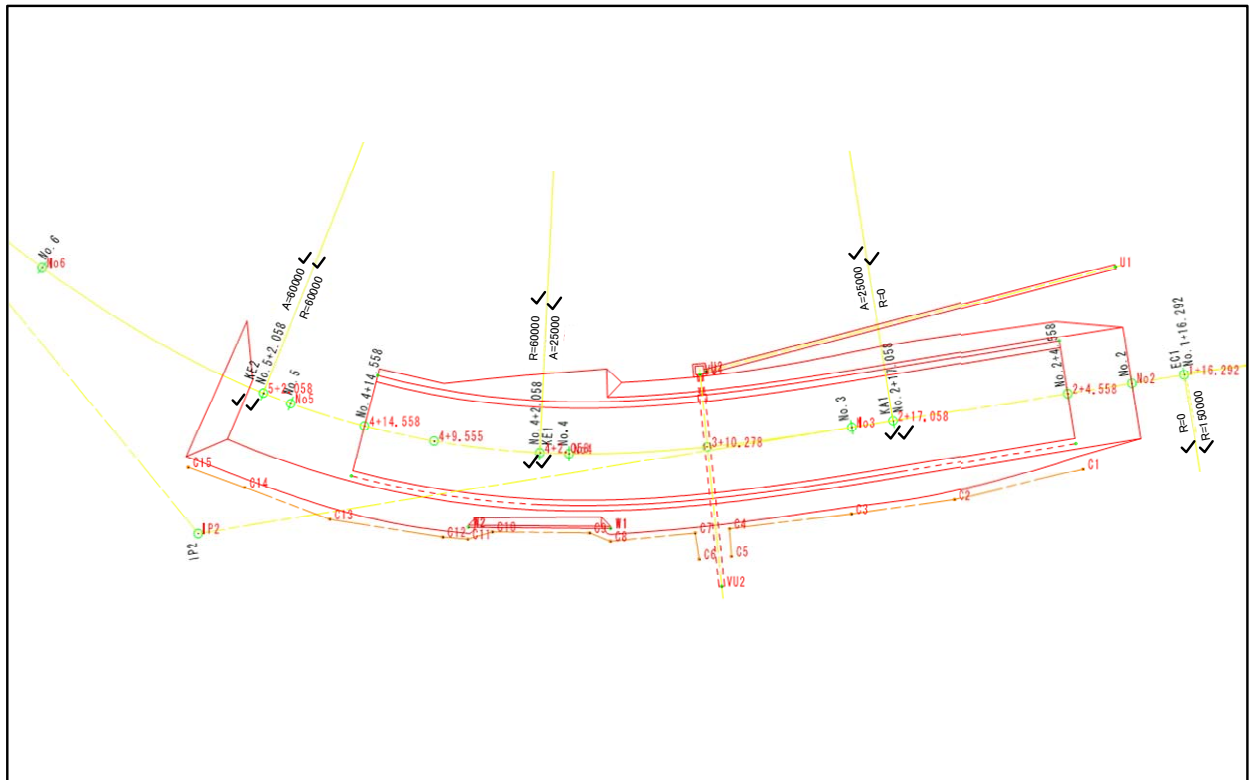 No.6
No6
A=60000
R=60000
KE2
No.5+2.058
5+2.058
No.5
No5
No.4+14.558
4+14.558
4+9.555
R=60000
A=25000
No.4+2.058
KE1
4+2.058
No.4
No4
3+10.278
A=25000
R=0
No.3
No3
KA1
No.2+17.058
2+17.058
No.2+4.558
2+4.558
No.2
No2
EC1
No.1+16.292
1+16.292
R=0
R=150000
U1
U2
IP2
IP2
C15
C14
C13
C12
C11
W2
C10
C9
W1
C8
C7
C6
C4
C5
C3
C2
C1
VU2